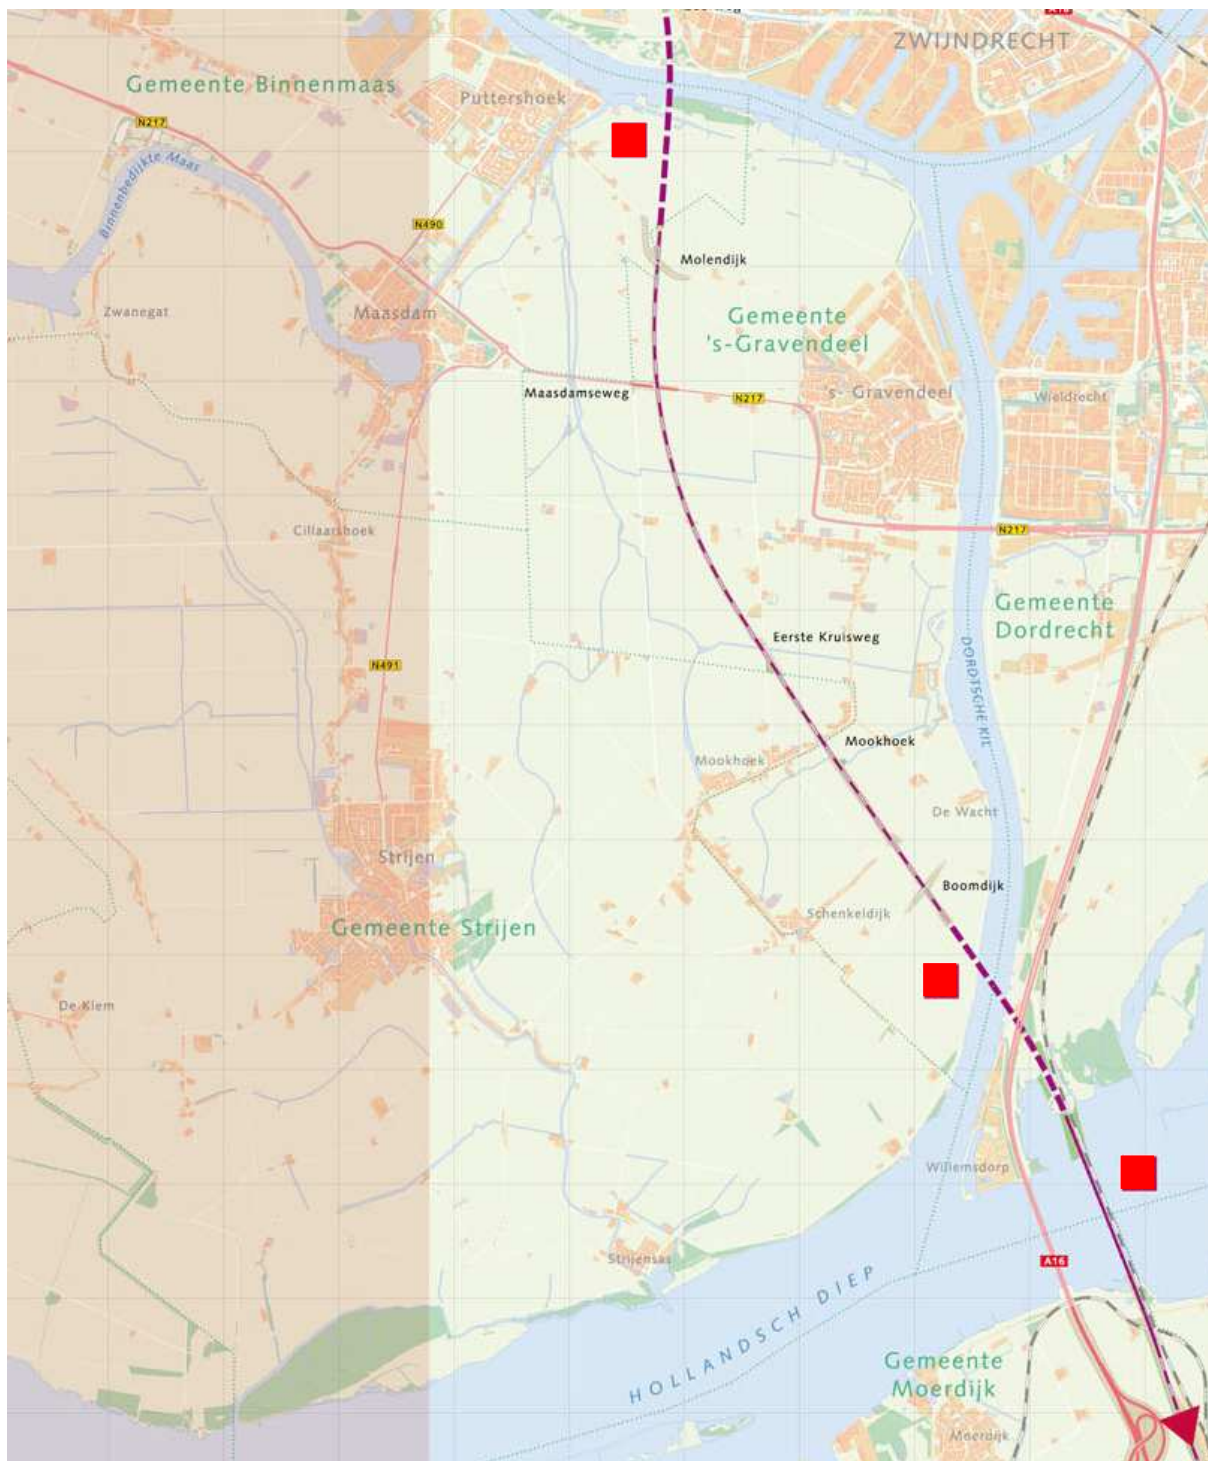 ZWIJNDRECHT
Gemeente Binnenmaas
Puttershoek
N217
Binnenbedijkte Maas
N490
Molendijk
Zwanegat
Maasdam
Gemeente
's-Gravendeel
Maasdamseweg
N217
's- Gravendeel
Wieldrecht
Cillaarshoek
N217
Gemeente
Dordrecht
Eerste Kruisweg
DORDTSCHE KIL
N491
Mookhoek
Mookhoek
De Wacht
Strijen
Boomdijk
Schenkeldijk
Gemeente Strijen
De Klem
Willemsdorp
Strijensas
A16
HOLLANDSCH DIEP
Gemeente
Moerdijk
Moerdijk